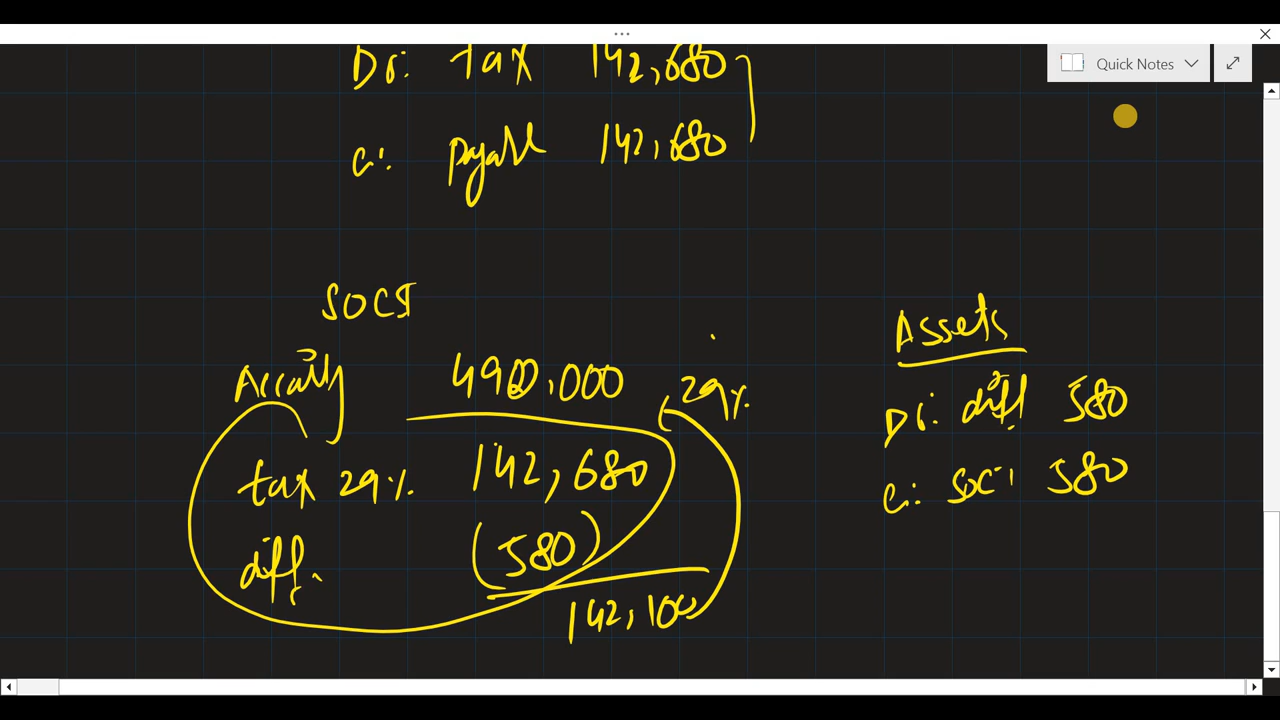 ...
Quick Notes
Dr: tax 142,680
Cr: payable 142,680
SOCI
490,000 29%
tax 29% 142,680
diff. (580)
142,100
Assets
Dr: diff 580
Cr: SOCI 580